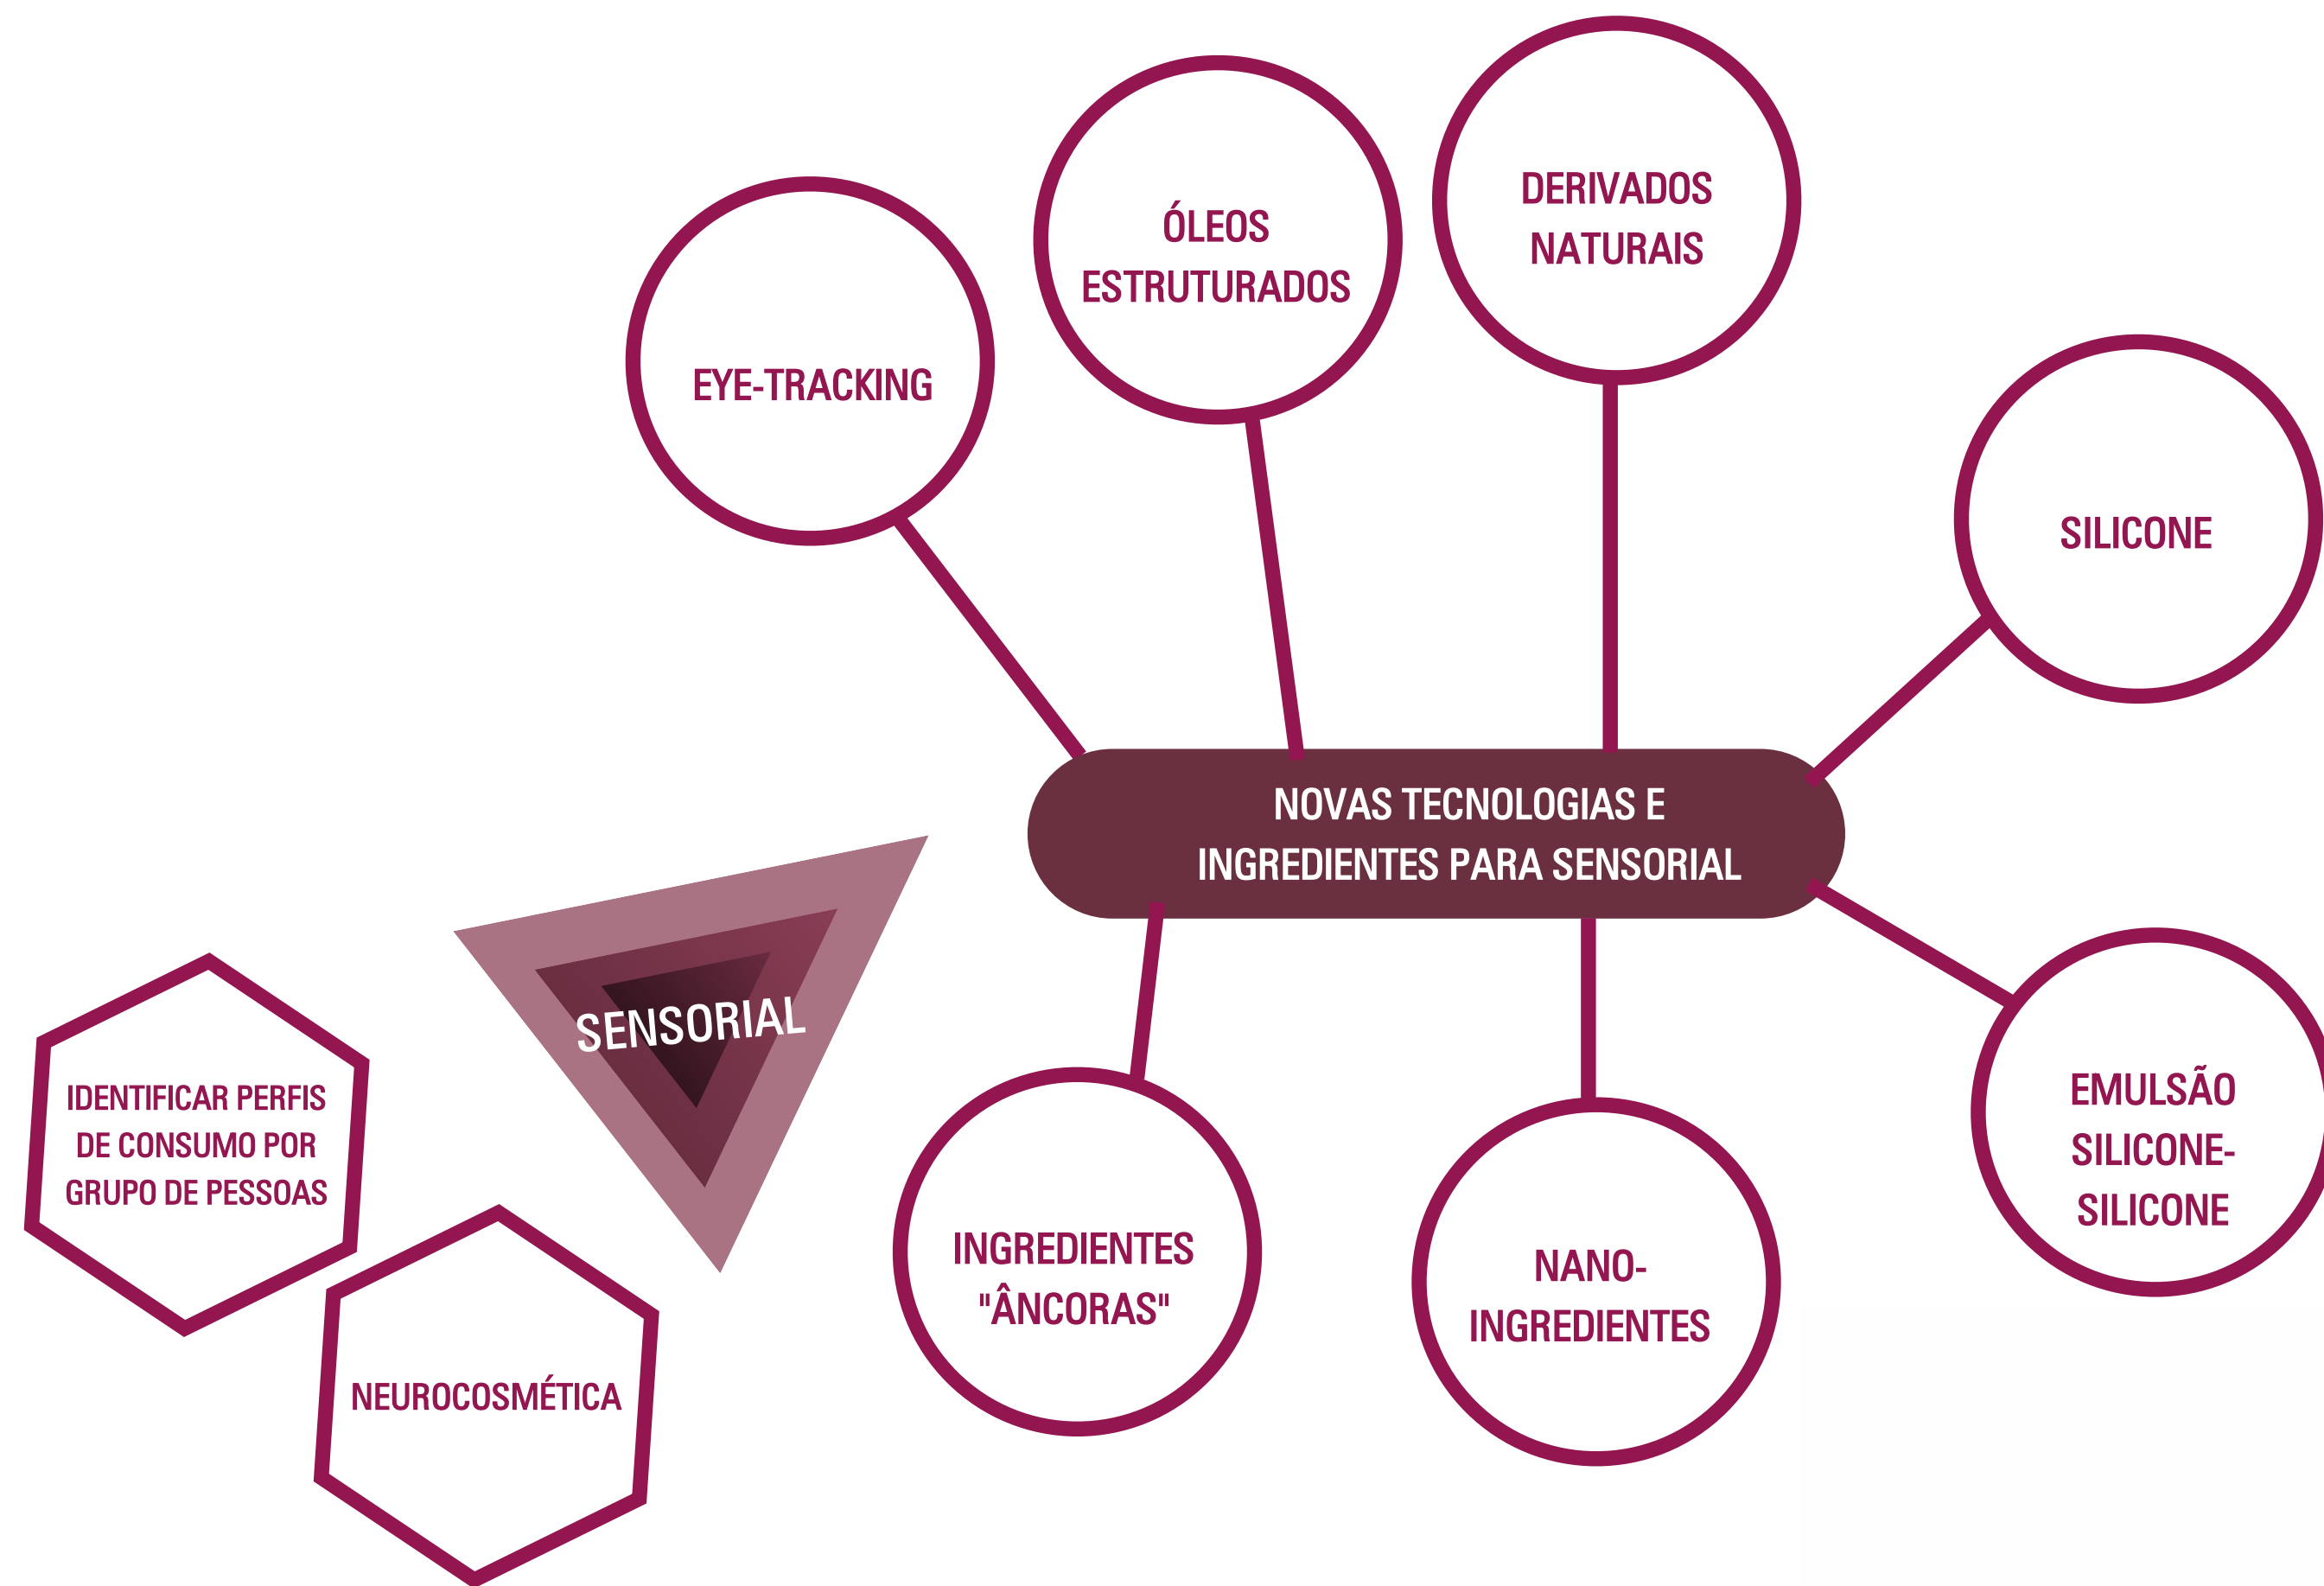 DERIVADOS
NATURAIS
ÓLEOS
ESTRUTURADOS
EYE-TRACKING
SILICONE
NOVAS TECNOLOGIAS E
INGREDIENTES PARA SENSORIAL
SENSORIAL
IDENTIFICAR PERFIS
DE CONSUMO POR
GRUPO DE PESSOAS
NEUROCOSMÉTICA
INGREDIENTES
"ÂNCORAS"
NANO-
INGREDIENTES
EMULSÃO
SILICONE-
SILICONE